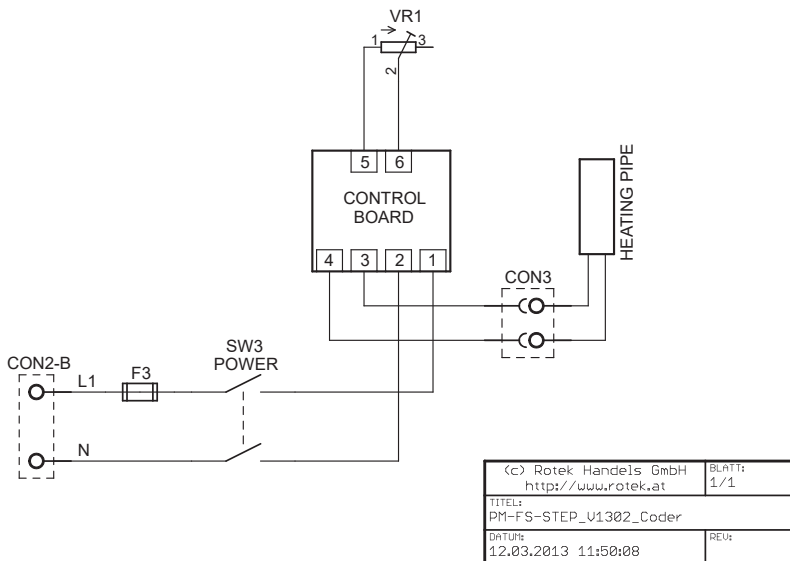 VR1
1
3
2
5
6
CONTROL
BOARD
4
3
2
1
HEATING PIPE
CON3
CON2-B
L1
F3
SW3
POWER
N
(c) Rotek Handels GmbH
http://www.rotek.at
BLATT:
1/1
TITEL:
PM-FS-STEP_V1302_Coder
DATUM:
12.03.2013 11:50:08
REV: